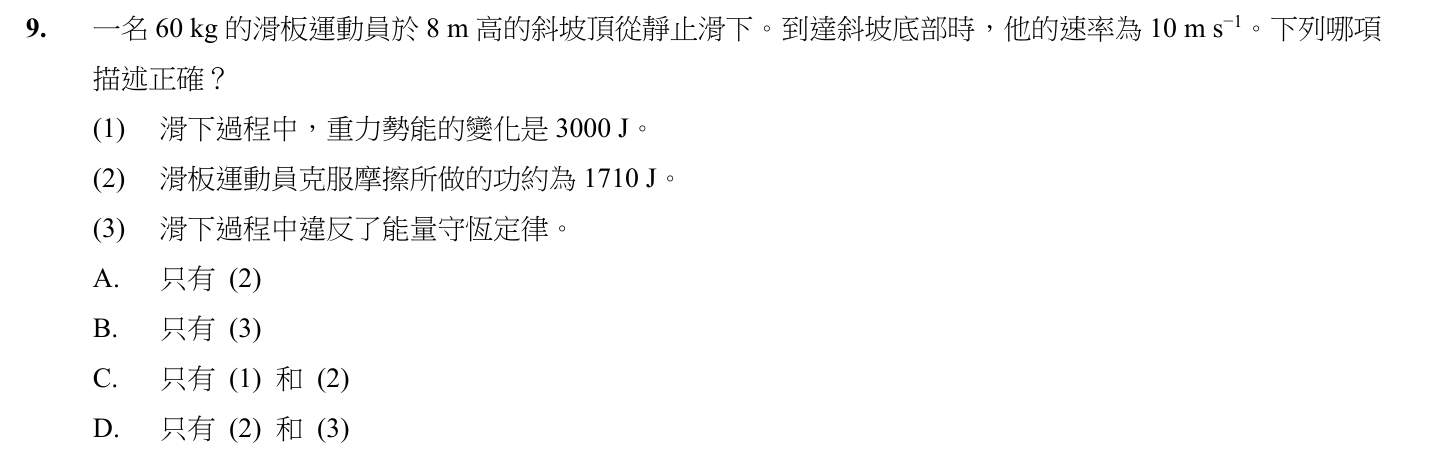 9. 一名 60 kg 的滑板運動員於 8 m 高的斜坡頂從靜止滑下。到達斜坡底部時，他的速率為 10 m s⁻¹。下列哪項
描述正確？
(1) 滑下過程中，重力勢能的變化是 3000 J。
(2) 滑板運動員克服摩擦所做的功約為 1710 J。
(3) 滑下過程中違反了能量守恆定律。
A. 只有 (2)
B. 只有 (3)
C. 只有 (1) 和 (2)
D. 只有 (2) 和 (3)